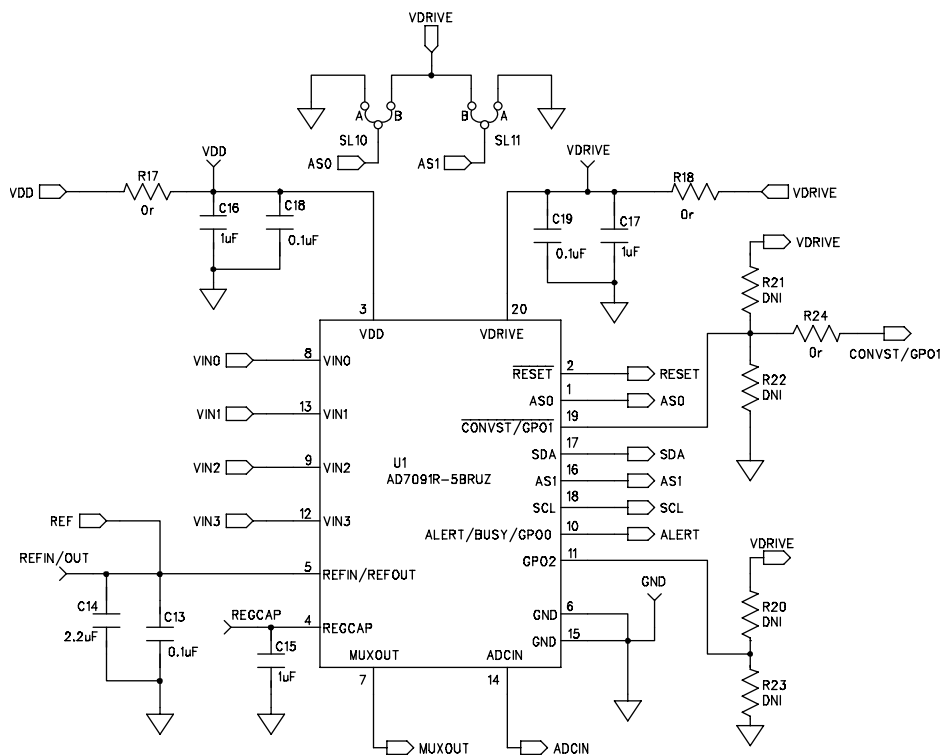 VDRIVE
A B B A
SL10 SL11
AS0 AS1
VDD VDRIVE
VDD R17 R18 VDRIVE
0r C16 C18 C19 C17 0r
1uF 0.1uF 0.1uF 1uF
VDRIVE
R21
DNI
R24
0r
CONVST/GPO1
R22
DNI
3 20
VDD VDRIVE
VIN0 8 VIN0
VIN1 13 VIN1
VIN2 9 VIN2
VIN3 12 VIN3
RESET 2 RESET
AS0 1 AS0
CONVST/GPO1 19
SDA 17 SDA
AS1 16 AS1
SCL 18 SCL
ALERT/BUSY/GPO0 10 ALERT
GPO2 11
U1
AD7091R-5BRUZ
REF
REFIN/OUT 5 REFIN/REFOUT
C14 C13
2.2uF 0.1uF
REGCAP 4 REGCAP
C15
1uF
GND
GND 6
GND 15
VDRIVE
R20
DNI
R23
DNI
MUXOUT ADCIN
7 14
MUXOUT ADCIN